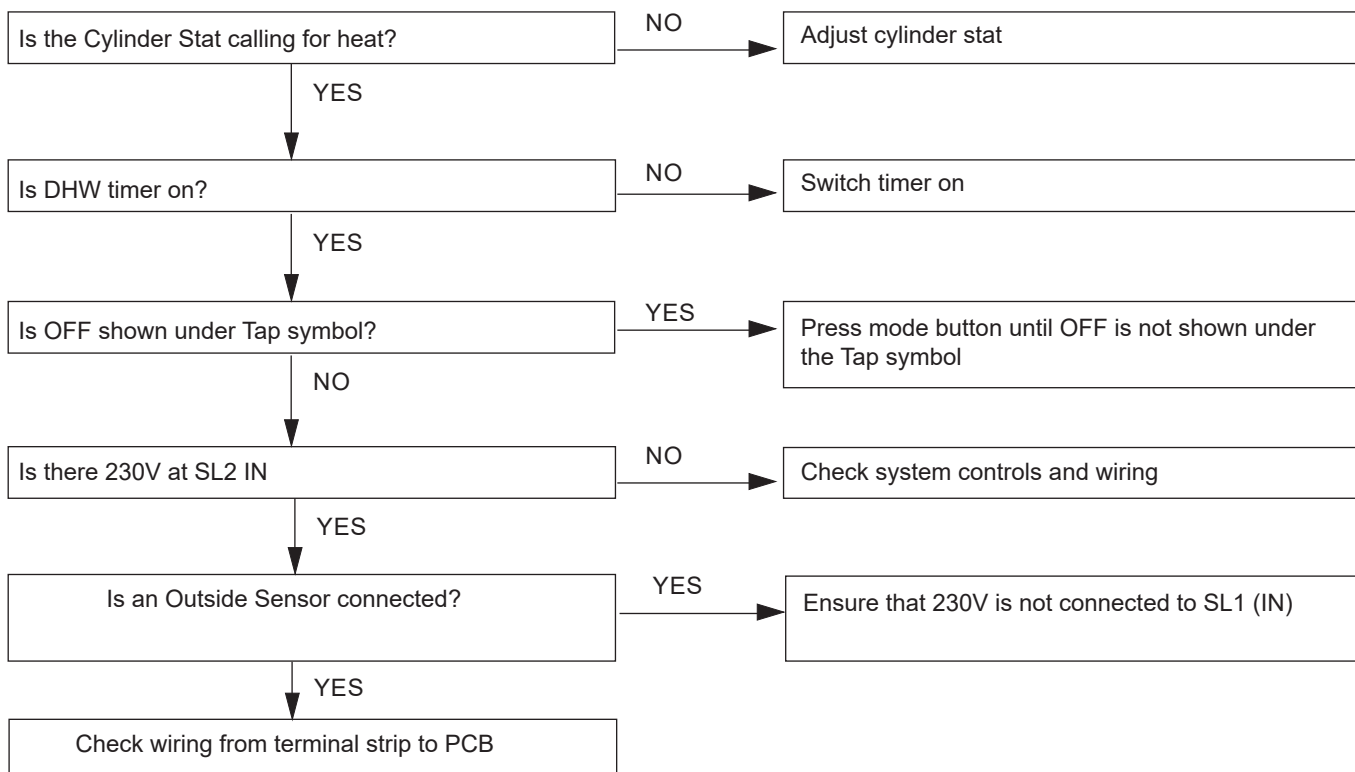 Is the Cylinder Stat calling for heat?
NO
Adjust cylinder stat
YES
Is DHW timer on?
NO
Switch timer on
YES
Is OFF shown under Tap symbol?
YES
Press mode button until OFF is not shown under
the Tap symbol
NO
Is there 230V at SL2 IN
NO
Check system controls and wiring
YES
Is an Outside Sensor connected?
YES
Ensure that 230V is not connected to SL1 (IN)
YES
Check wiring from terminal strip to PCB